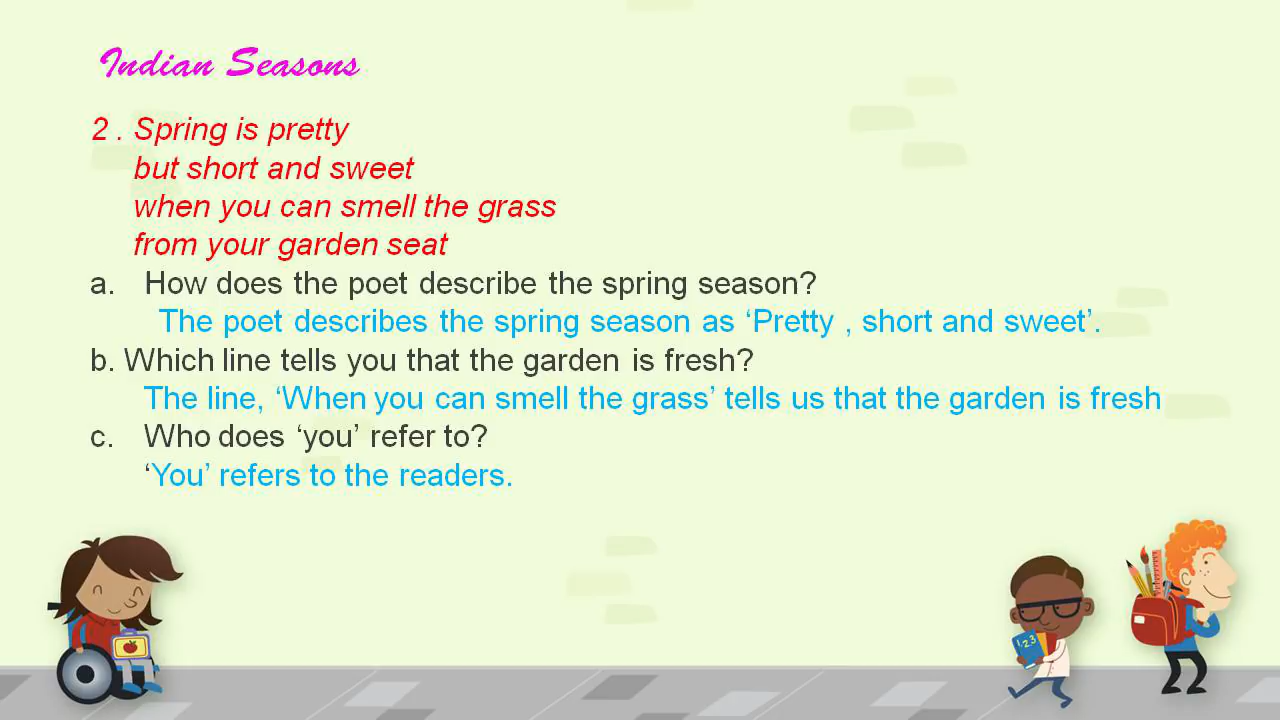 Indian Seasons
2 . Spring is pretty
but short and sweet
when you can smell the grass
from your garden seat
a. How does the poet describe the spring season?
The poet describes the spring season as ‘Pretty , short and sweet’.
b. Which line tells you that the garden is fresh?
The line, ‘When you can smell the grass’ tells us that the garden is fresh
c. Who does ‘you’ refer to?
‘You’ refers to the readers.
123